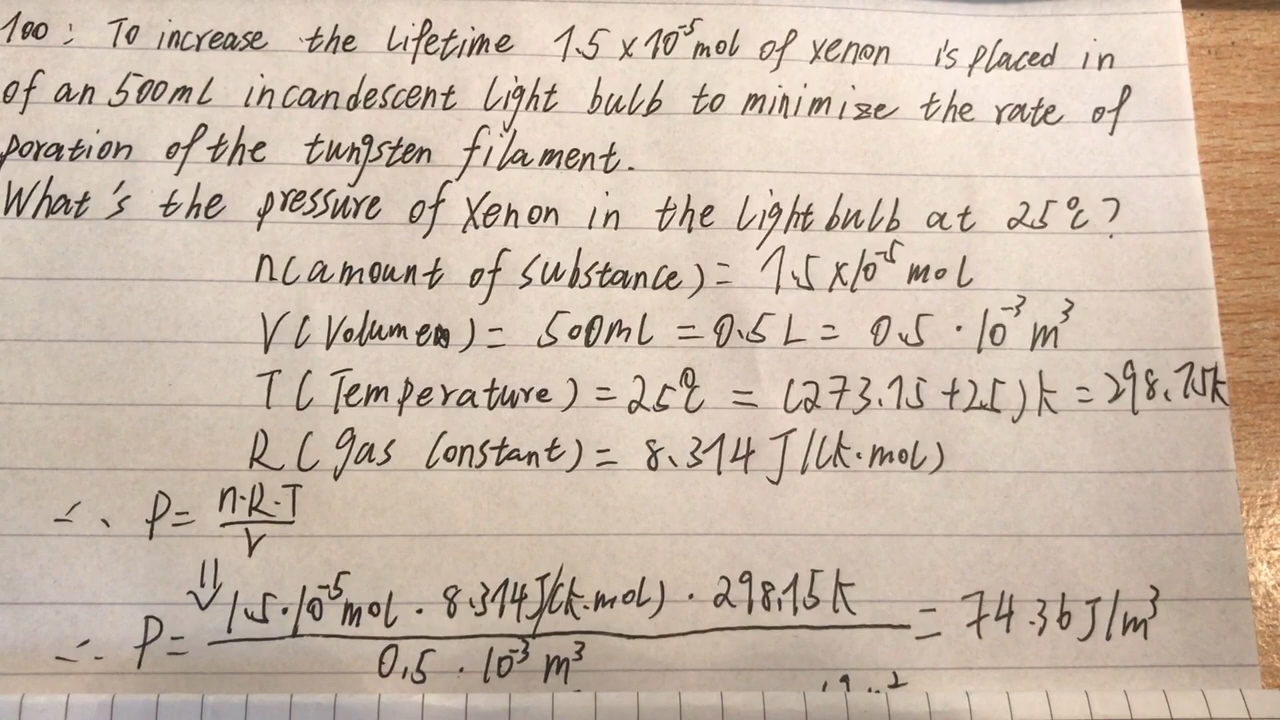 100: To increase the lifetime 1.5 x 10⁻⁵ mol of xenon is placed in
of an 500ml incandescent light bulb to minimize the rate of
poration of the tungsten filament.
What's the pressure of Xenon in the light bulb at 25℃?
n(amount of substance) = 1.5 x 10⁻⁵ mol
V(Volume) = 500ml = 0.5L = 0.5 · 10⁻³ m³
T(Temperature) = 25℃ = (273.15 + 25)k = 298.15k
R(gas constant) = 8.314 J/(k·mol)
∴ P = n·R·T / V
⇓
∴ P = 1.5·10⁻⁵mol · 8.314J/(k·mol) · 298.15k / 0.5 · 10⁻³ m³ = 74.36 J/m³